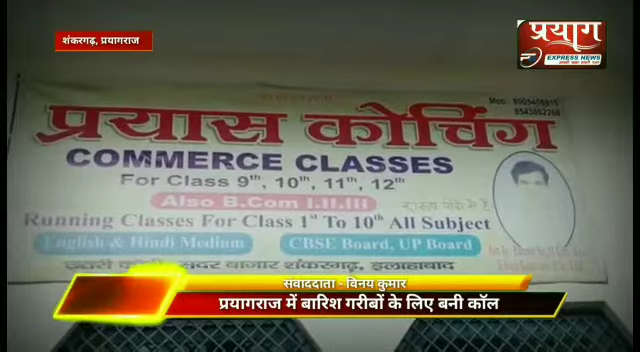 शंकरगढ़, प्रयागराज
प्रयाग
EXPRESS NEWS
प्रयास कोचिंग
COMMERCE CLASSES
For Class 9th, 10th, 11th, 12th
Also B.Com I.II.III
Running Classes For Class 1st To 10th All Subject
English & Hindi Medium
CBSE Board, UP Board
सदर बाजार शंकरगढ़, इलाहाबाद
संवाददाता - विनय कुमार
प्रयागराज में बारिश गरीबों के लिए बनी कॉल
प्रयाग